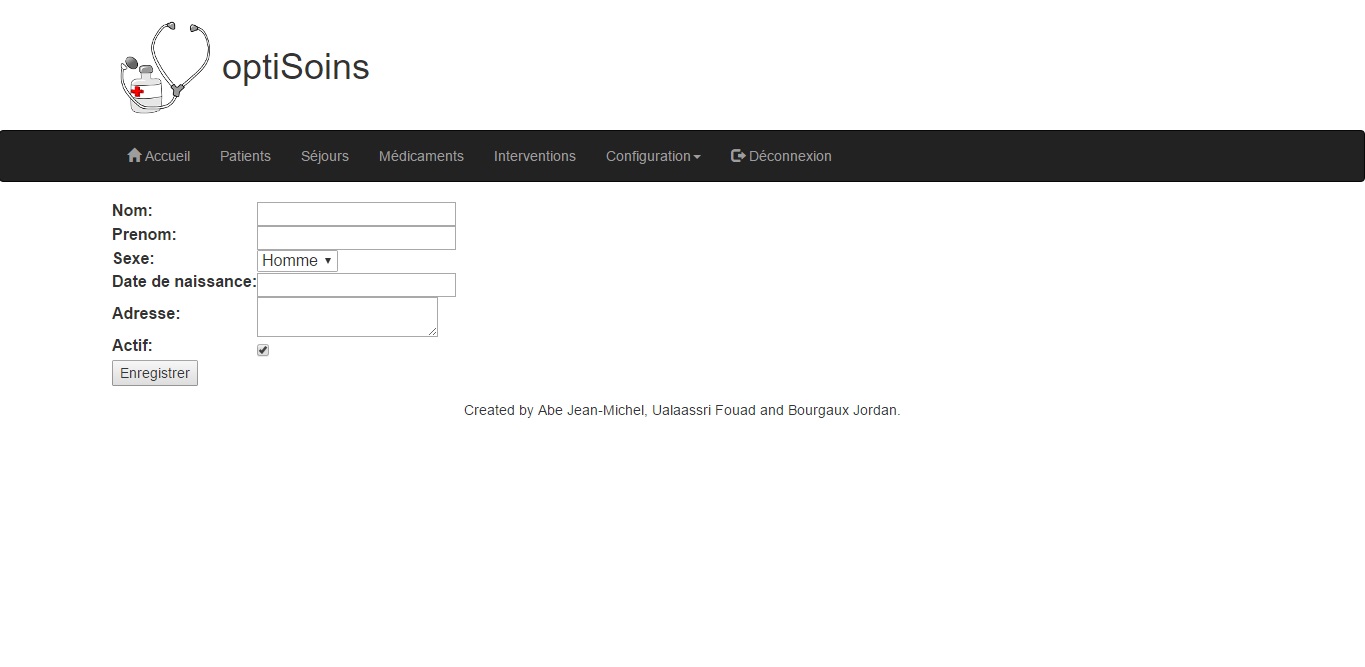 optiSoins
Accueil Patients Séjours Médicaments Interventions Configuration Déconnexion
Nom:
Prenom:
Sexe: Homme
Date de naissance:
Adresse:
Actif:
Enregistrer
Created by Abe Jean-Michel, Ualaassri Fouad and Bourgaux Jordan.